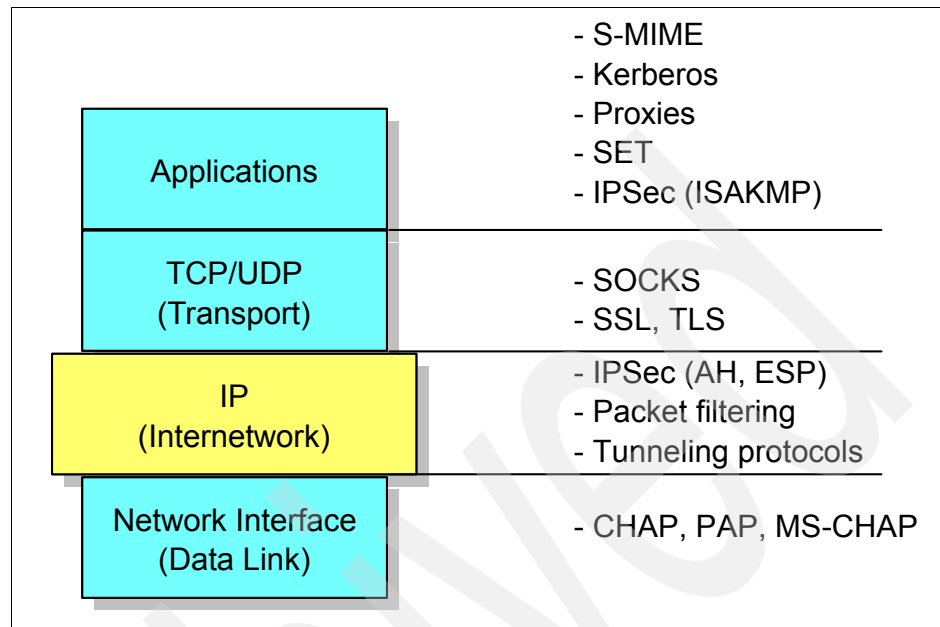 - S-MIME
- Kerberos
- Proxies
- SET
- IPSec (ISAKMP)
Applications
TCP/UDP
(Transport)
- SOCKS
- SSL, TLS
IP
(Internetwork)
- IPSec (AH, ESP)
- Packet filtering
- Tunneling protocols
Network Interface
(Data Link)
- CHAP, PAP, MS-CHAP